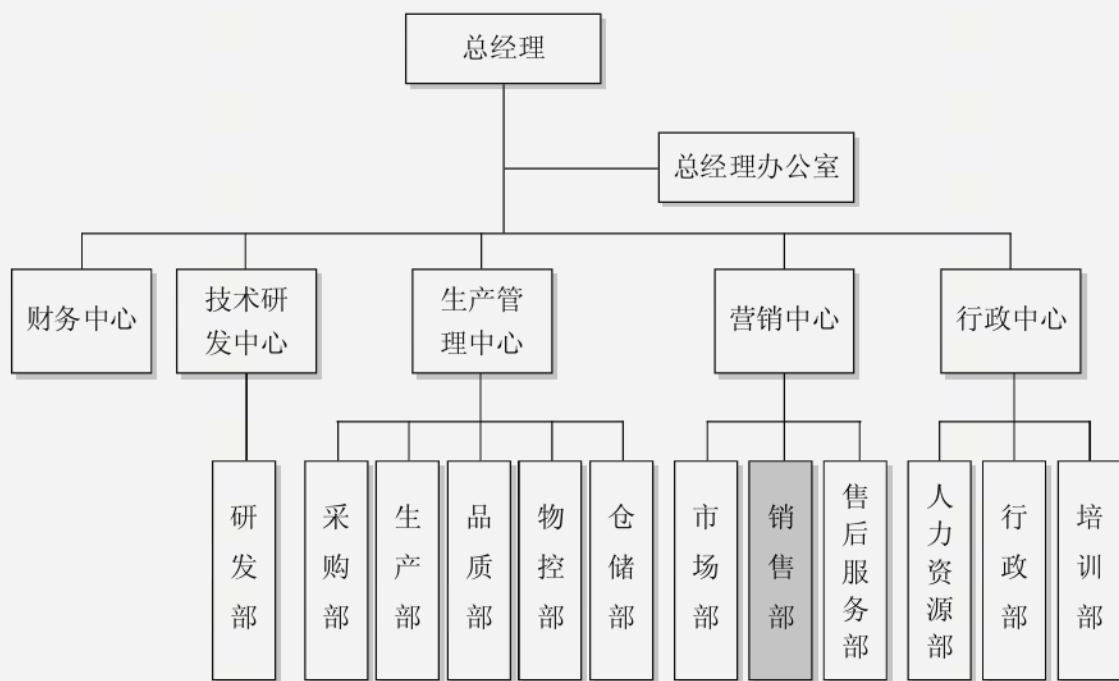 总经理
总经理办公室
财务中心
技术研
发中心
生产管
理中心
营销中心
行政中心
研发部
采购部
生产部
品质部
物控部
仓储部
市场部
销售部
售后服务部
人力资源部
行政部
培训部